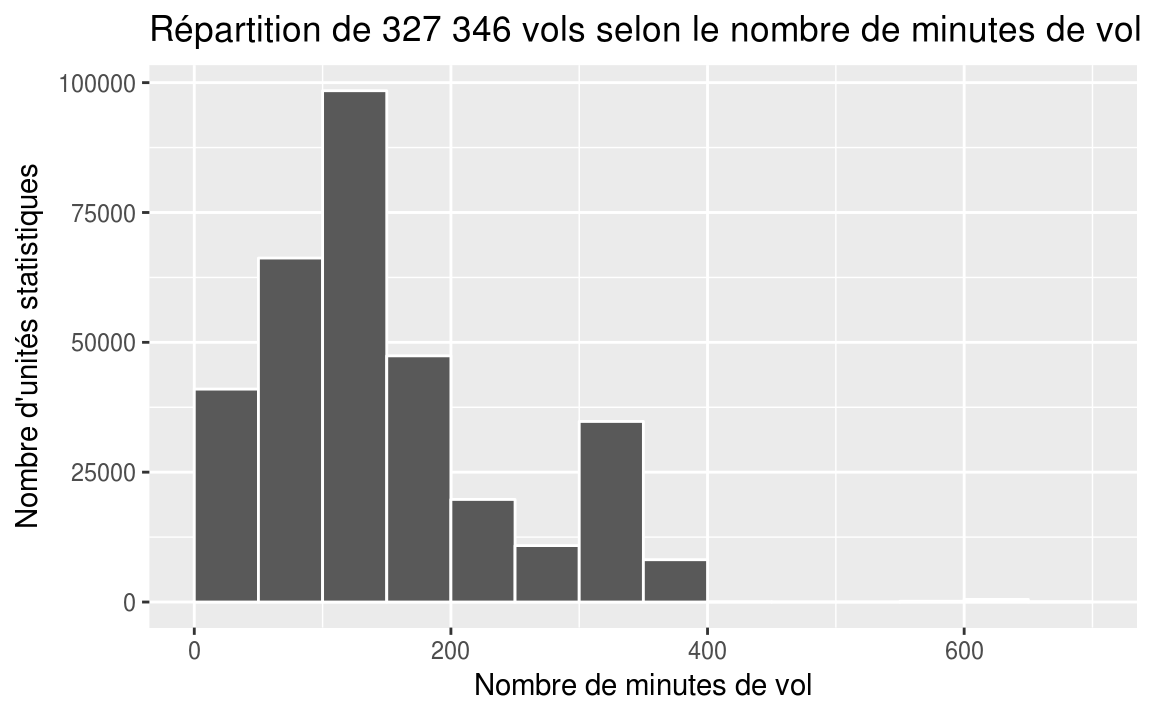 Répartition de 327 346 vols selon le nombre de minutes de vol
100000
75000
50000
25000
0
Nombre d'unités statistiques
0 200 400 600
Nombre de minutes de vol